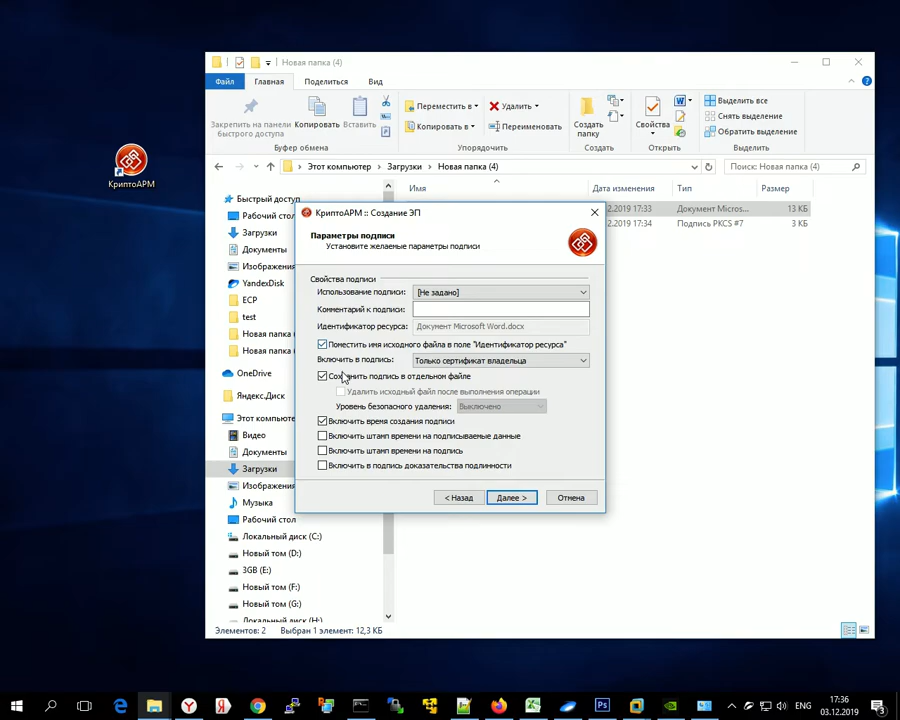 Новая папка (4)
Файл Главная Поделиться Вид
Закрепить на панели быстрого доступа
Копировать
Вставить
Переместить в
Копировать в
Удалить
Переименовать
Создать папку
Свойства
Выделить все
Снять выделение
Обратить выделение
Буфер обмена Упорядочить Создать Открыть Выделить
Этот компьютер Загрузки Новая папка (4)
Поиск: Новая папка (4)
Имя Дата изменения Тип Размер
.2019 17:33 Документ Micros... 13 КБ
.2019 17:34 Подпись PKCS #7 3 КБ
КриптоАРМ
Быстрый доступ
Рабочий стол
Загрузки
Документы
Изображения
YandexDisk
ECP
test
Новая папка
Новая папка
OneDrive
Яндекс.Диск
Этот компьютер
Видео
Документы
Загрузки
Изображения
Музыка
Рабочий стол
Локальный диск (C:)
Новый том (D:)
3GB (E:)
Новый том (F:)
Новый том (G:)
Локальный диск (H:)
Элементов: 2 Выбран 1 элемент: 12,3 КБ
КриптоАРМ :: Создание ЭП
Параметры подписи
Установите желаемые параметры подписи
Свойства подписи
Использование подписи: [Не задано]
Комментарий к подписи:
Идентификатор ресурса: Документ Microsoft Word.docx
Поместить имя исходного файла в поле "Идентификатор ресурса"
Включить в подпись: Только сертификат владельца
Сохранить подпись в отдельном файле
Удалить исходный файл после выполнения операции
Уровень безопасного удаления: Выключено
Включить время создания подписи
Включить штамп времени на подписываемые данные
Включить штамп времени на подпись
Включить в подпись доказательства подлинности
< Назад Далее > Отмена
ENG
17:36
03.12.2019
3